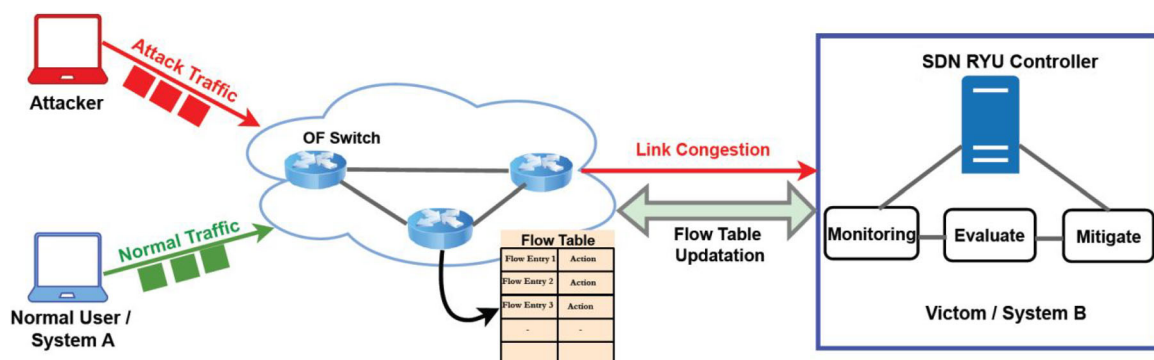 Attacker
Attack Traffic
Normal Traffic
Normal User /
System A
OF Switch
Flow Table
Flow Entry 1 Action
Flow Entry 2 Action
Flow Entry 3 Action
- -
Link Congestion
Flow Table
Updatation
SDN RYU Controller
Monitoring Evaluate Mitigate
Victom / System B